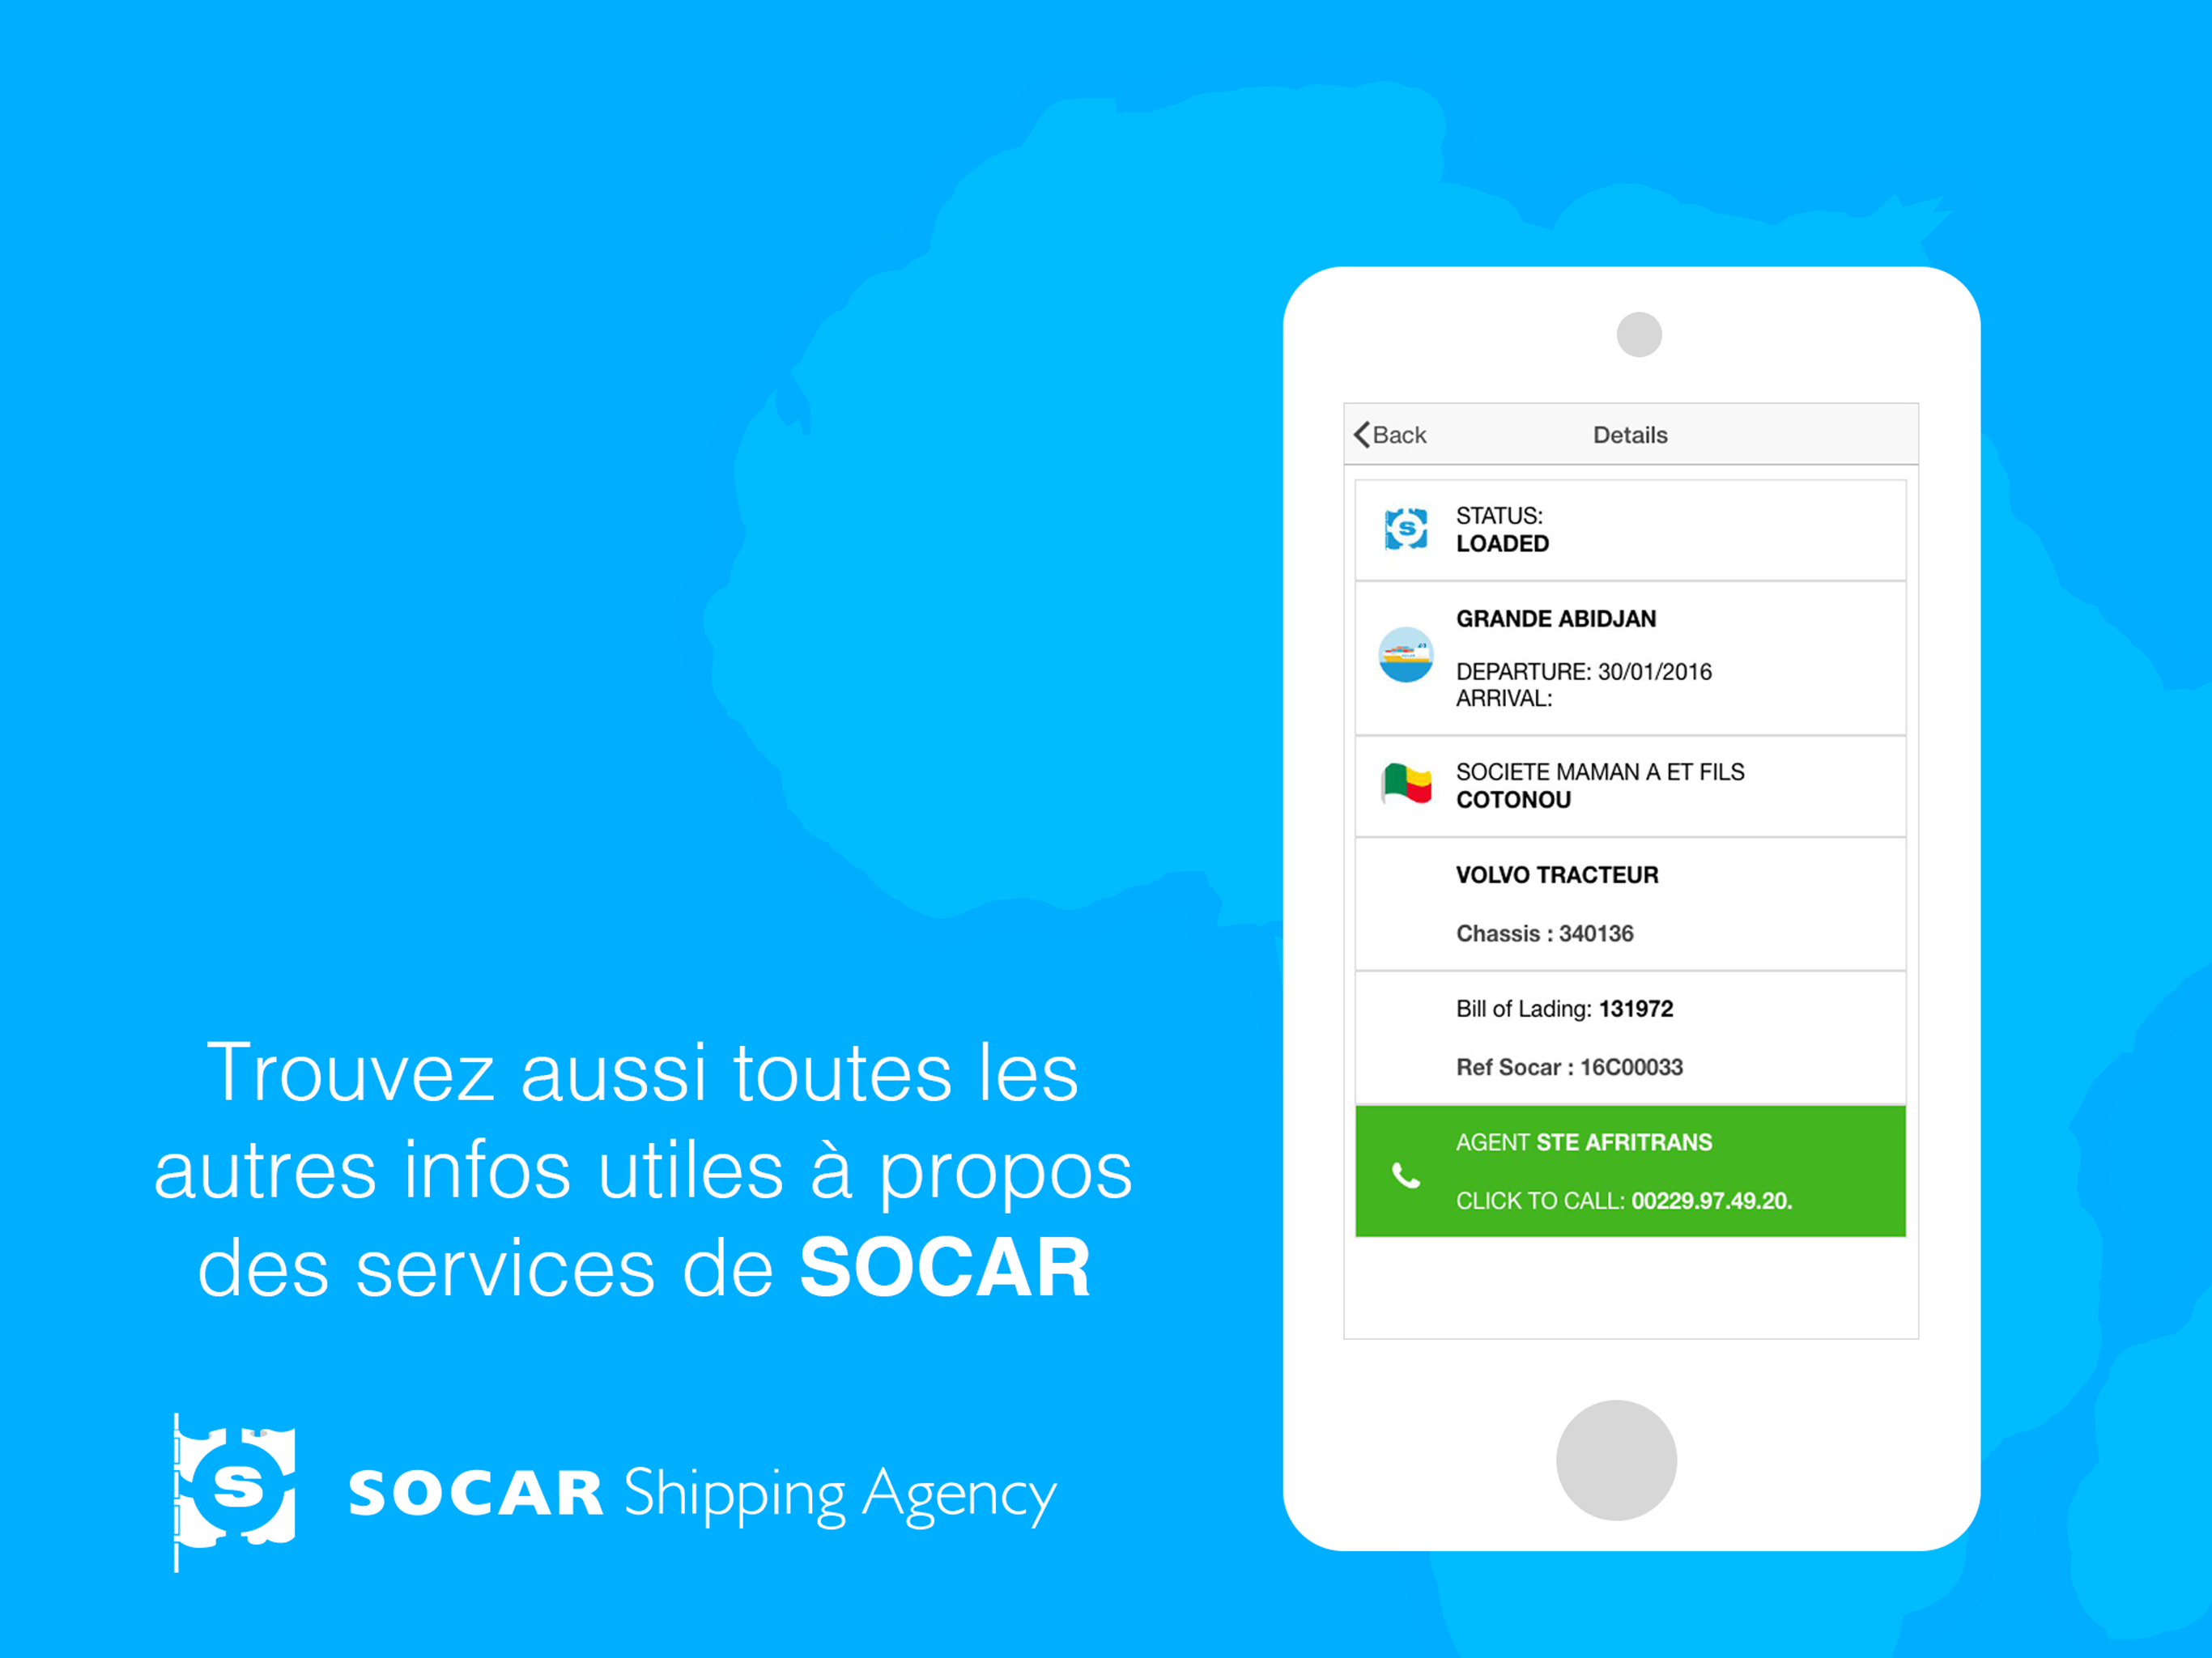 Trouvez aussi toutes les
autres infos utiles à propos
des services de SOCAR
S
SOCAR Shipping Agency
Back
Details
S
STATUS:
LOADED
GRANDE ABIDJAN
DEPARTURE: 30/01/2016
ARRIVAL:
SOCIETE MAMAN A ET FILS
COTONOU
VOLVO TRACTEUR
Chassis : 340136
Bill of Lading: 131972
Ref Socar : 16C00033
AGENT STE AFRITRANS
CLICK TO CALL: 00229.97.49.20.